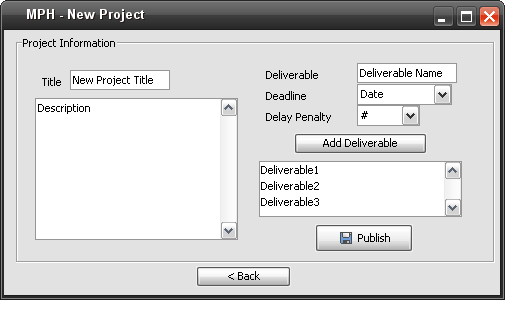 MPH - New Project
Project Information
Title New Project Title
Description
Deliverable Deliverable Name
Deadline Date
Delay Penalty #
Add Deliverable
Deliverable1
Deliverable2
Deliverable3
Publish
< Back